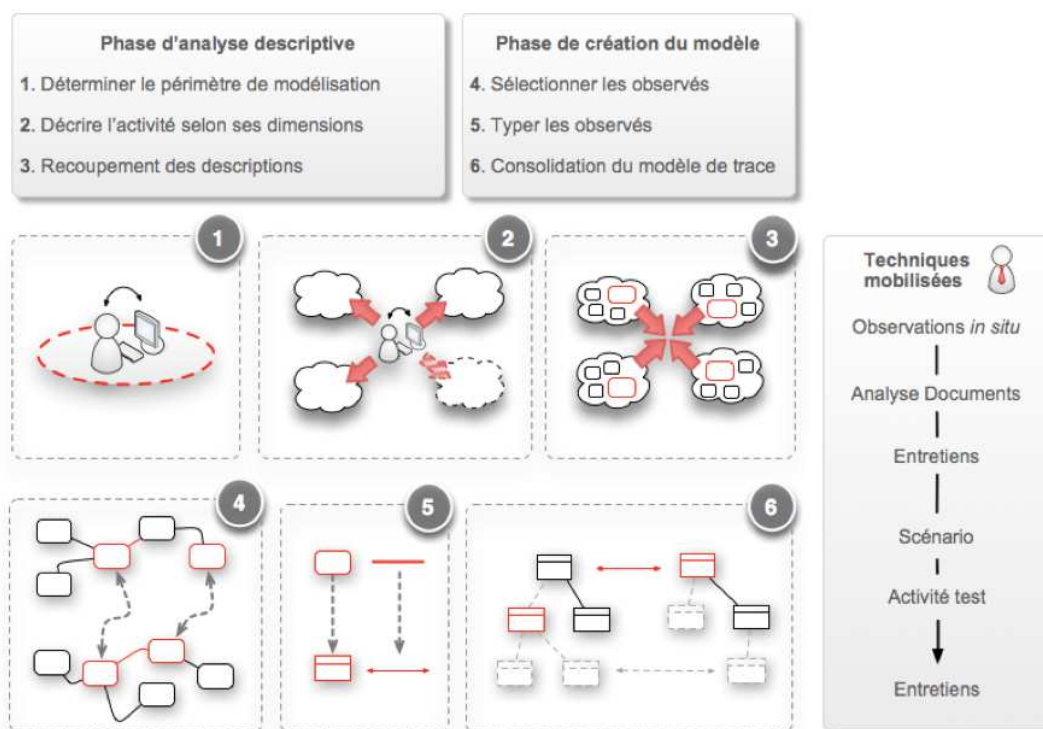 Phase d'analyse descriptive
1. Déterminer le périmètre de modélisation
2. Décrire l'activité selon ses dimensions
3. Recoupement des descriptions
Phase de création du modèle
4. Sélectionner les observés
5. Typer les observés
6. Consolidation du modèle de trace
1
2
3
4
5
6
Techniques
mobilisées
Observations in situ
Analyse Documents
Entretiens
Scénario
Activité test
Entretiens